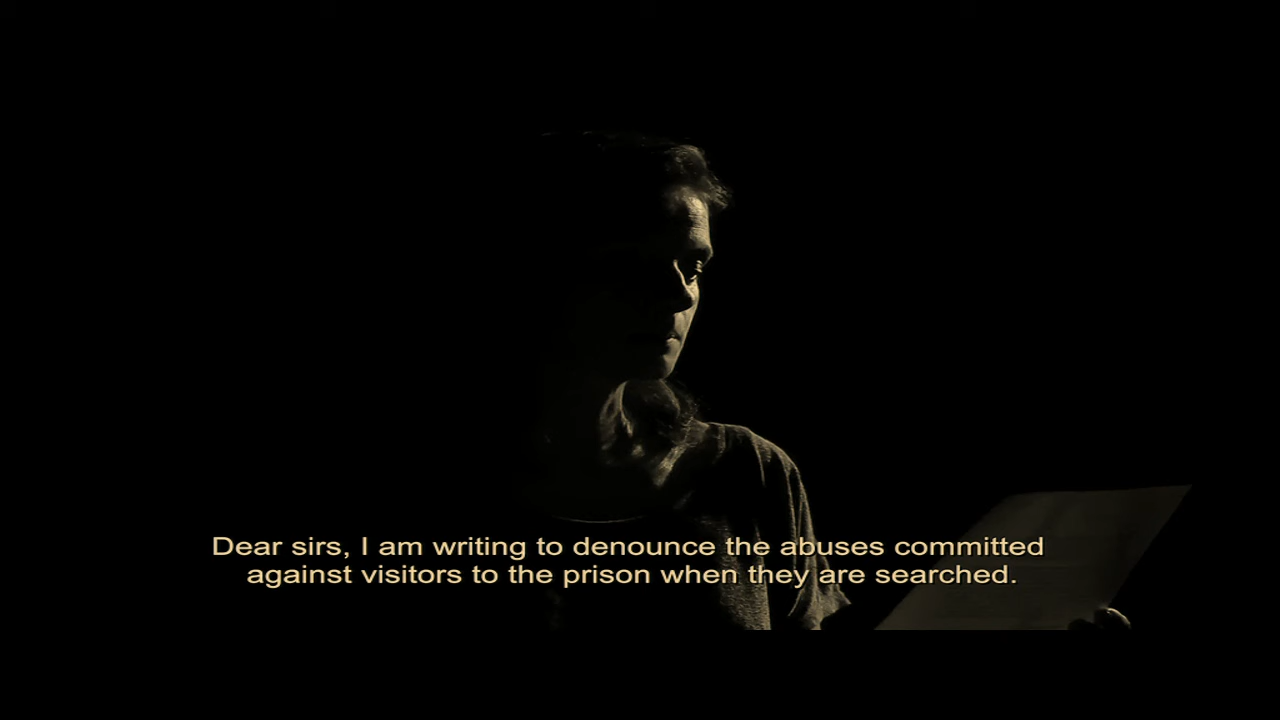 Dear sirs, I am writing to denounce the abuses committed
against visitors to the prison when they are searched.